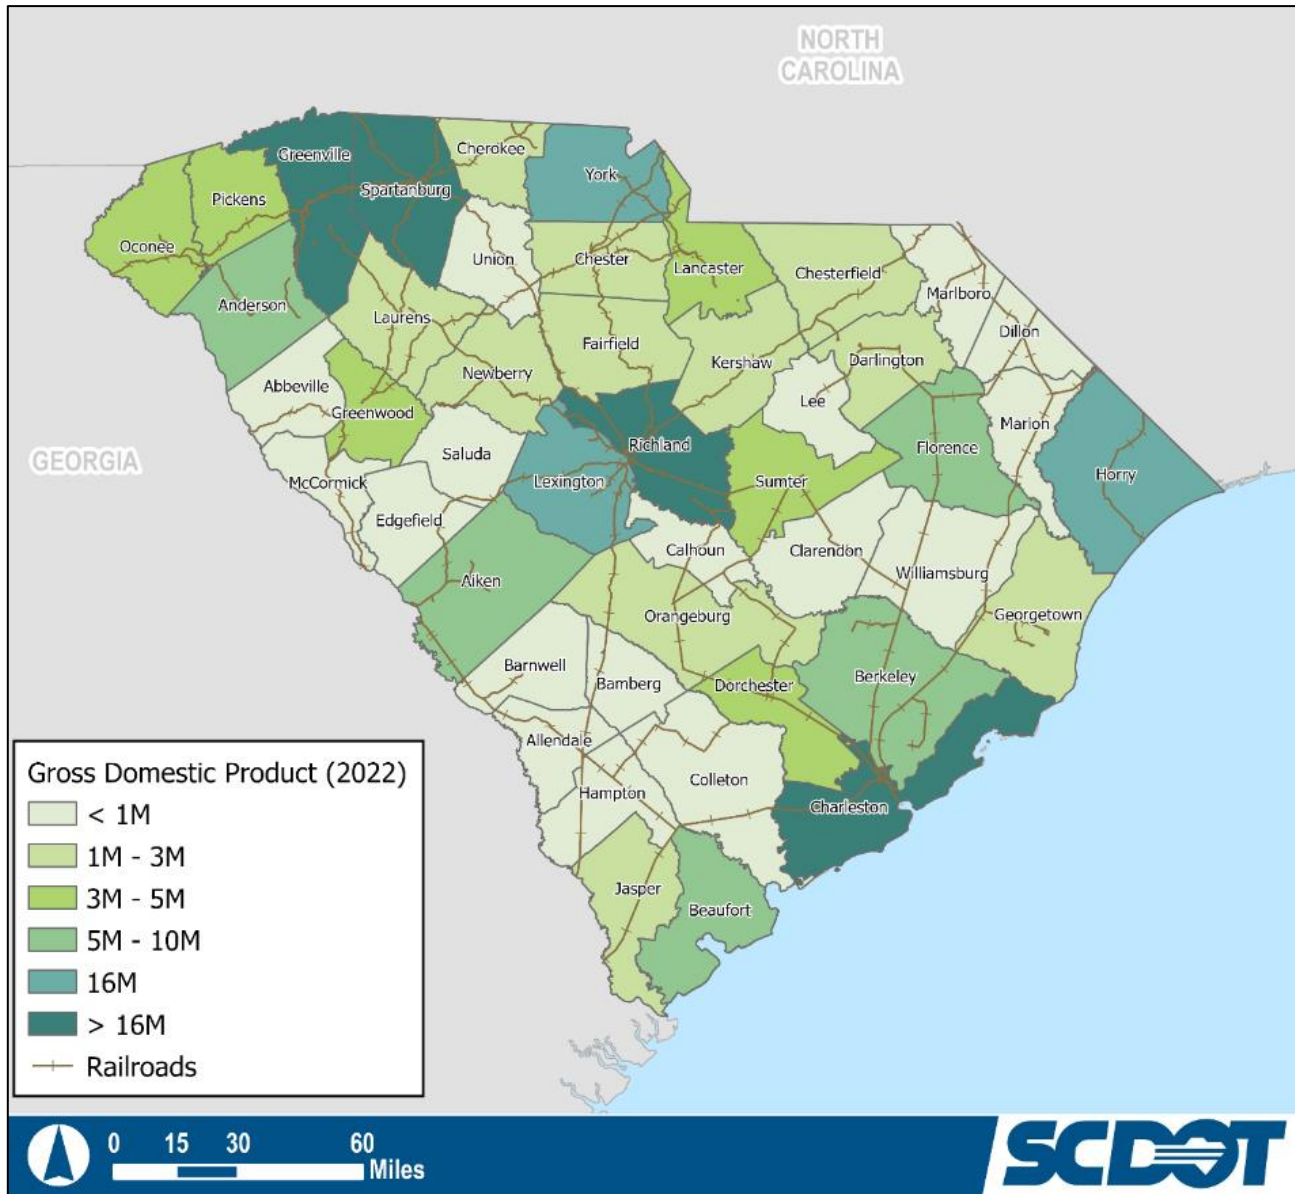 NORTH
CAROLINA
Greenville
Cherokee
York
Spartanburg
Pickens
Oconee
Union
Chester
Lancaster
Chesterfield
Marlboro
Anderson
Laurens
Dillon
Fairfield
Kershaw
Darlington
Newberry
Abbeville
Greenwood
Lee
Marion
Saluda
Richland
Florence
GEORGIA
McCormick
Lexington
Sumter
Horry
Edgefield
Calhoun
Clarendon
Williamsburg
Aiken
Orangeburg
Georgetown
Barnwell
Bamberg
Dorchester
Berkeley
Allendale
Colleton
Hampton
Charleston
Jasper
Beaufort
Gross Domestic Product (2022)
< 1M
1M - 3M
3M - 5M
5M - 10M
16M
> 16M
Railroads
0 15 30 60
Miles
SCDOT